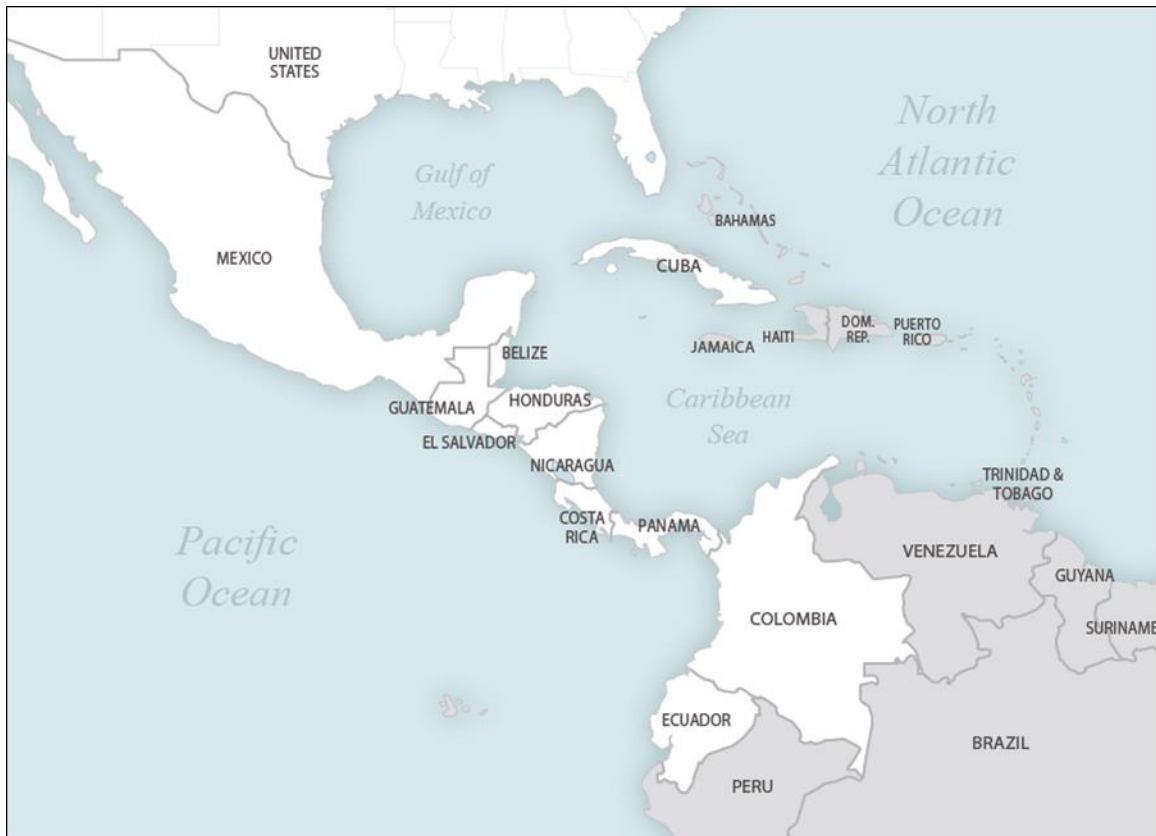 UNITED
STATES
North
Atlantic
Ocean
Gulf of
Mexico
BAHAMAS
MEXICO
CUBA
DOM.
REP.
PUERTO
RICO
HAITI
JAMAICA
BELIZE
Caribbean
Sea
HONDURAS
GUATEMALA
EL SALVADOR
NICARAGUA
TRINIDAD &
TOBAGO
COSTA
RICA
PANAMA
Pacific
Ocean
VENEZUELA
GUYANA
COLOMBIA
SURINAME
ECUADOR
BRAZIL
PERU